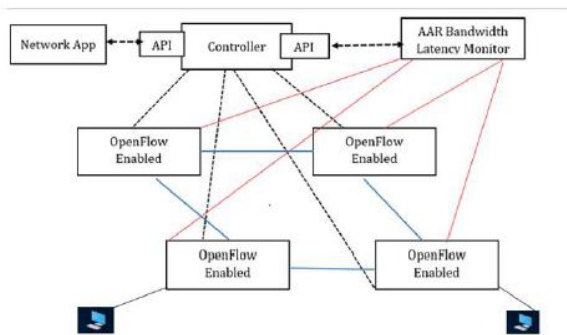 Network App
API
Controller
API
AAR Bandwidth
Latency Monitor
OpenFlow
Enabled
OpenFlow
Enabled
OpenFlow
Enabled
OpenFlow
Enabled